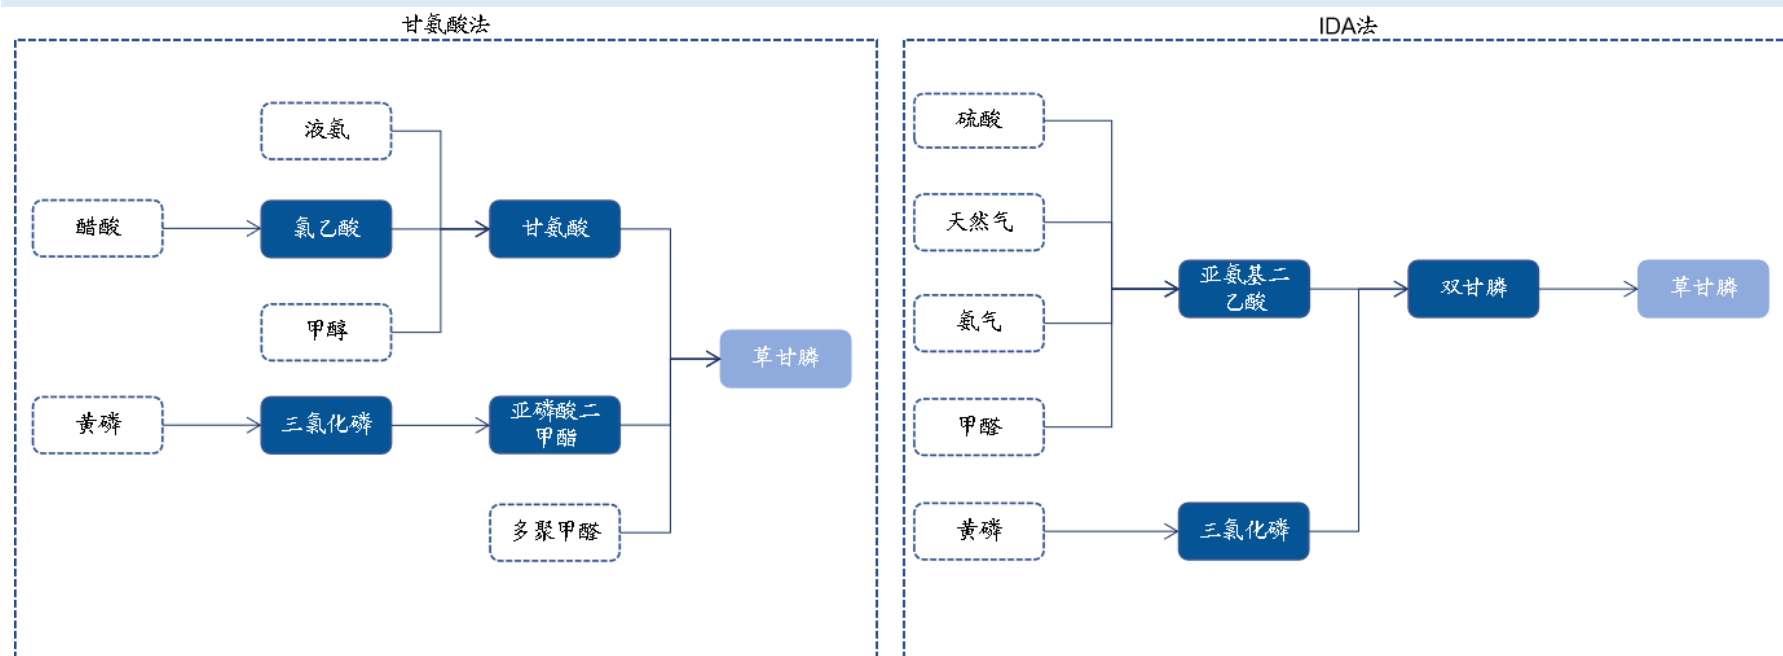 甘氨酸法
液氨
醋酸
氯乙酸
甘氨酸
甲醇
草甘膦
黄磷
三氯化磷
亚磷酸二
甲酯
多聚甲醛
IDA法
硫酸
天然气
氨气
亚氨基二
乙酸
双甘膦
草甘膦
甲醛
黄磷
三氯化磷